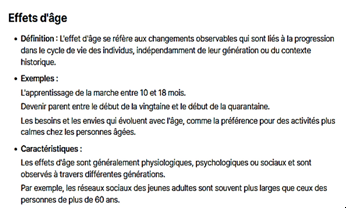 Effets d'âge
• Définition : L'effet d'âge se réfère aux changements observables qui sont liés à la progression
dans le cycle de vie des individus, indépendamment de leur génération ou du contexte
historique.
• Exemples :
L'apprentissage de la marche entre 10 et 18 mois.
Devenir parent entre le début de la vingtaine et le début de la quarantaine.
Les besoins et les envies qui évoluent avec l'âge, comme la préférence pour des activités plus
calmes chez les personnes âgées.
• Caractéristiques :
Les effets d'âge sont généralement physiologiques, psychologiques ou sociaux et sont
observés à travers différentes générations.
Par exemple, les réseaux sociaux des jeunes adultes sont souvent plus larges que ceux des
personnes de plus de 60 ans.